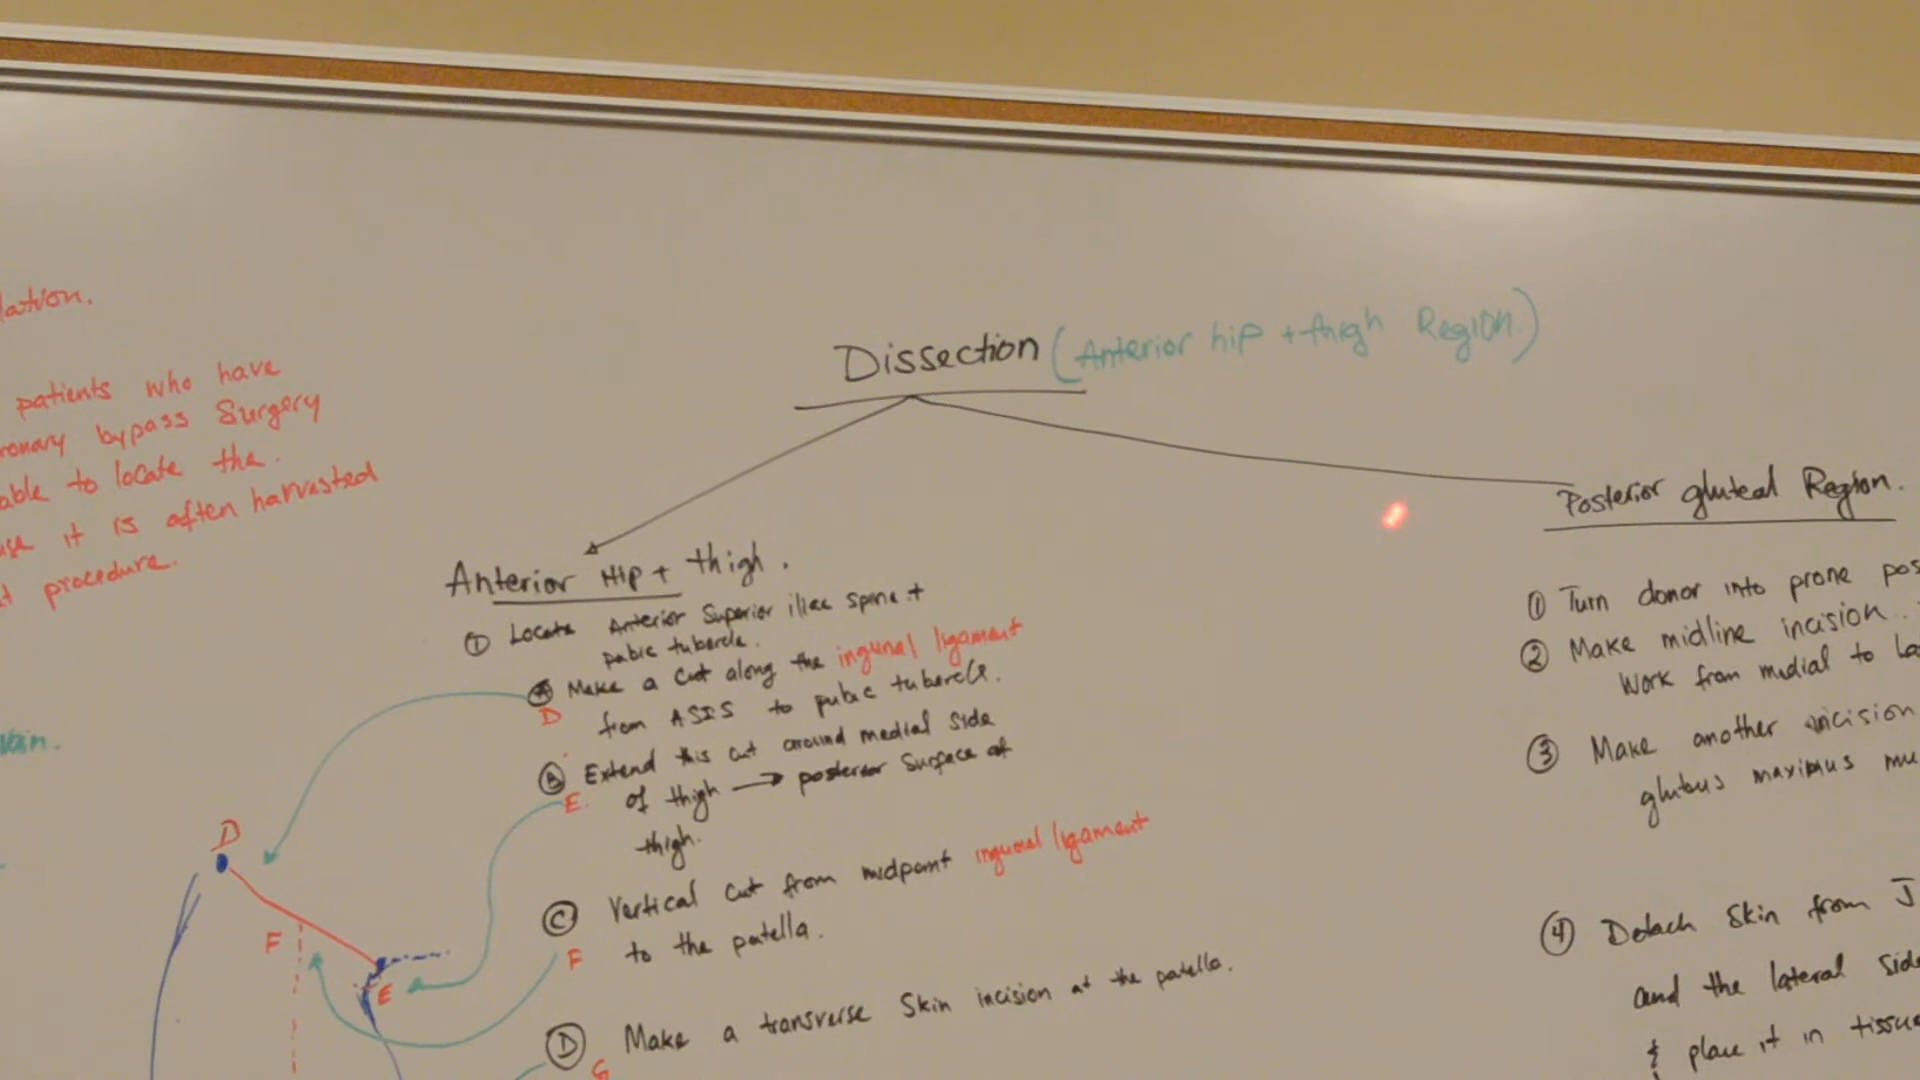 Dissection (Anterior hip + thigh Region.)
lation.
patients who have
ronary bypass Surgery
able to locate the.
use it is often harvested
t procedure.
Vein.
Anterior Hip + thigh.
① Locate Anterior Superior iliac spine +
pubic tubercle.
Ⓐ Make a cut along the ingunal ligament
D
from ASIS to pubic tubercle.
Ⓑ Extend this cut around medial side
E.
of thigh → posterior Surface of
thigh.
Ⓒ Vertical cut from midpoint ingunal ligament
F
to the patella.
Ⓓ Make a transverse Skin incision at the patella.
G
D
F
E
Posterior gluteal Region.
① Turn donor into prone pos
② Make midline incision.
Work from medial to La
③ Make another incision
gluteus maximus mu
④ Detach Skin from J
and the lateral Side
& place it in tissue